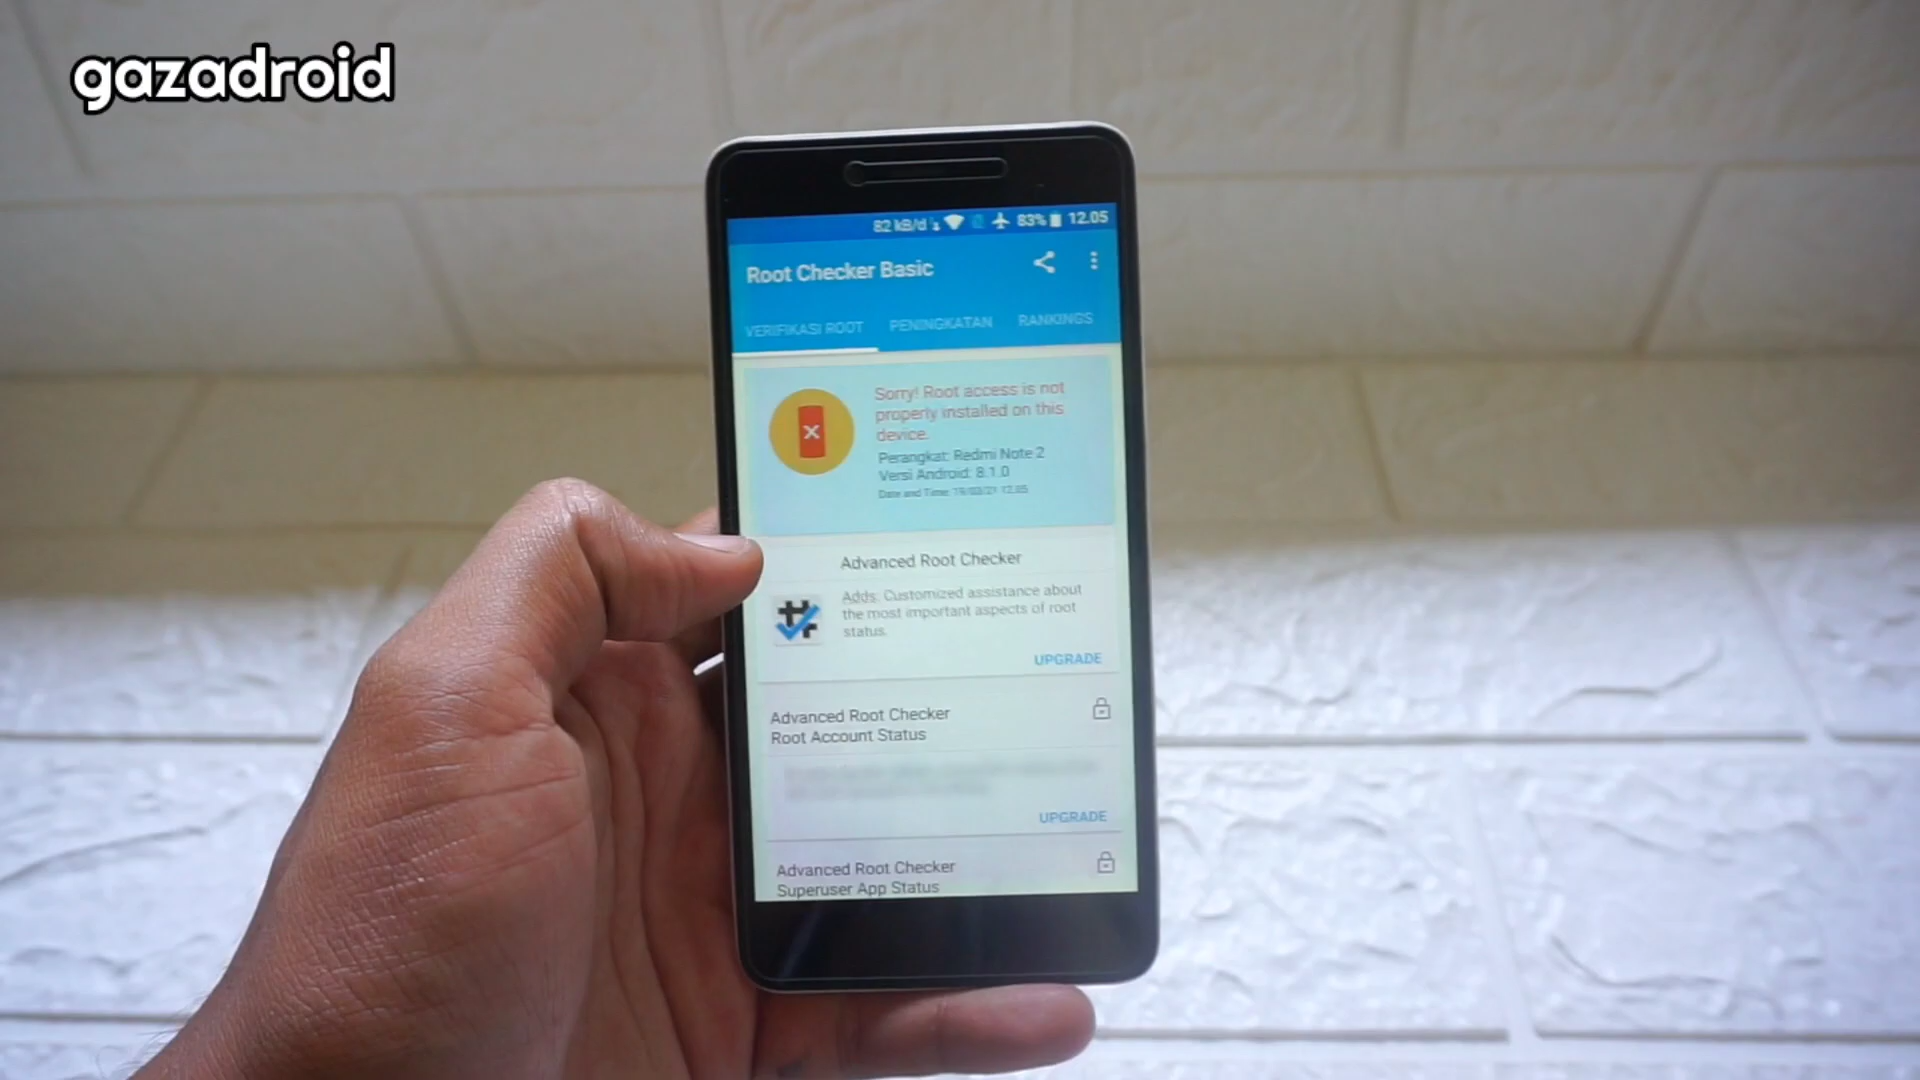 gazadroid
82 kB/d 83% 12.05
Root Checker Basic
VERIFIKASI ROOT PENINGKATAN RANKINGS
Sorry! Root access is not
properly installed on this
device.
Perangkat: Redmi Note 2
Versi Android: 8.1.0
Date and Time: 19/03/21 12.05
Advanced Root Checker
Adds: Customized assistance about
the most important aspects of root
status.
UPGRADE
Advanced Root Checker
Root Account Status
UPGRADE
Advanced Root Checker
Superuser App Status